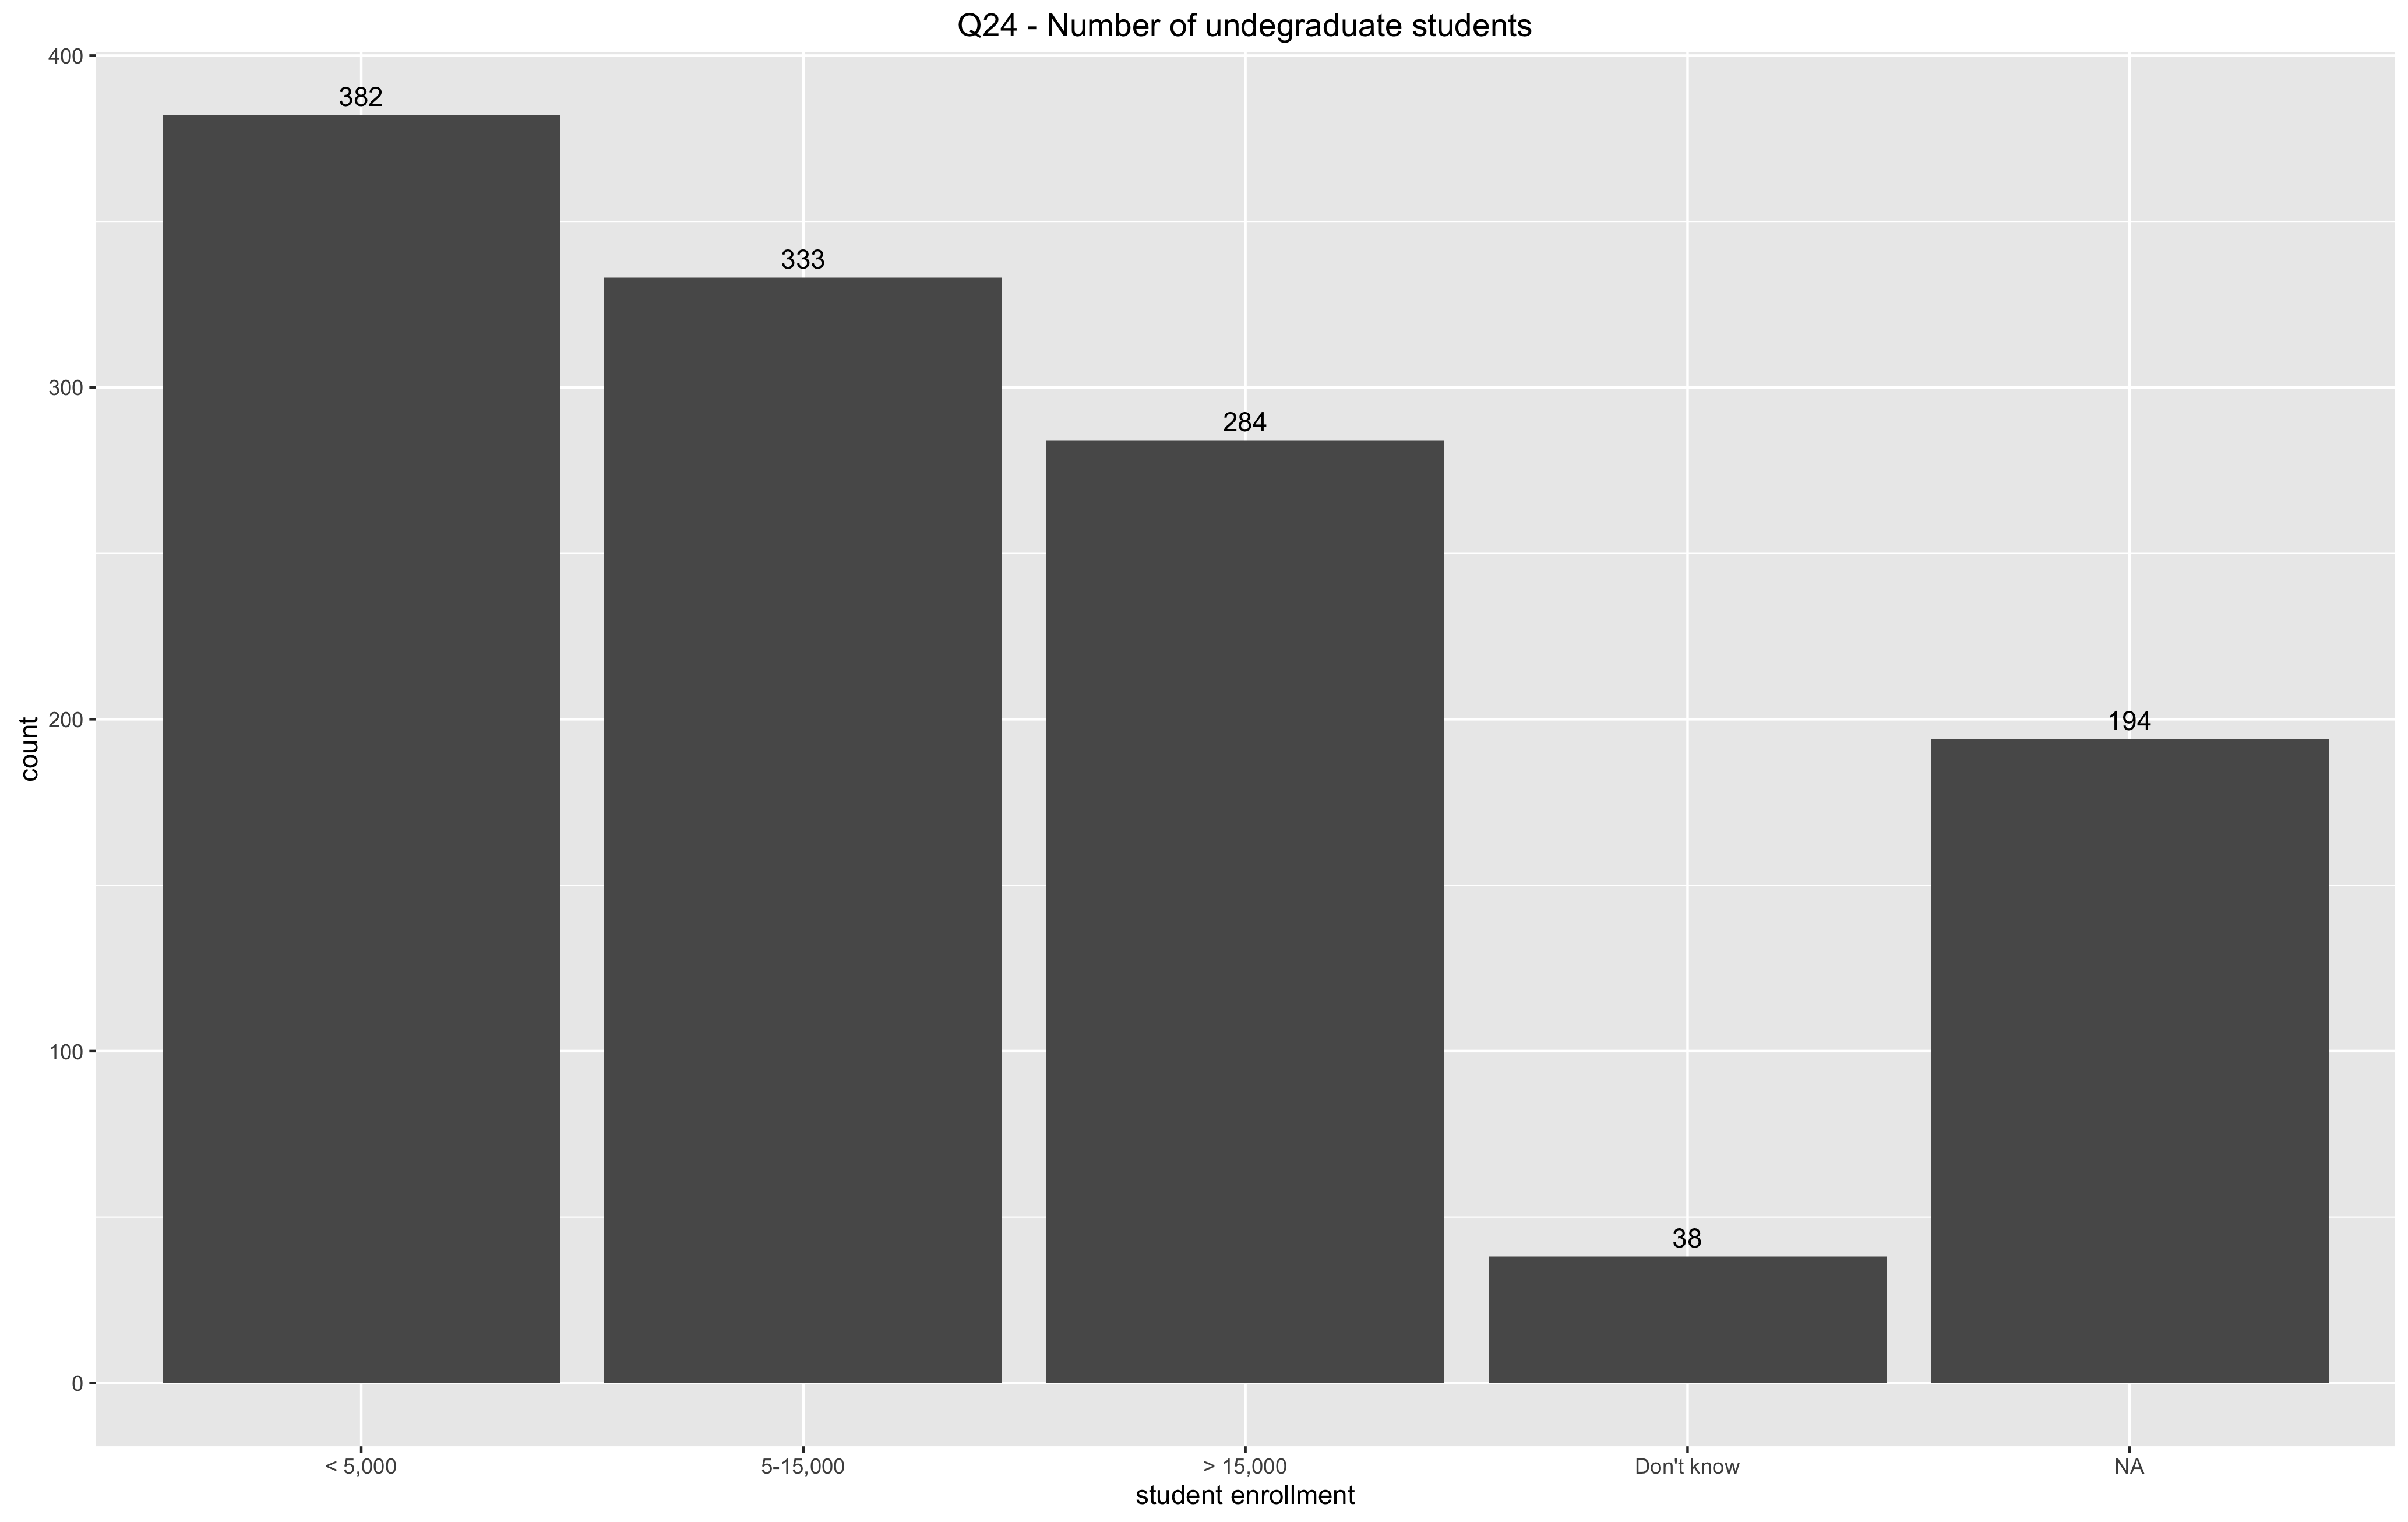 Q24 - Number of undegraduate students
400
300
200
100
0
count
382
333
284
38
194
< 5,000
5-15,000
> 15,000
Don't know
NA
student enrollment